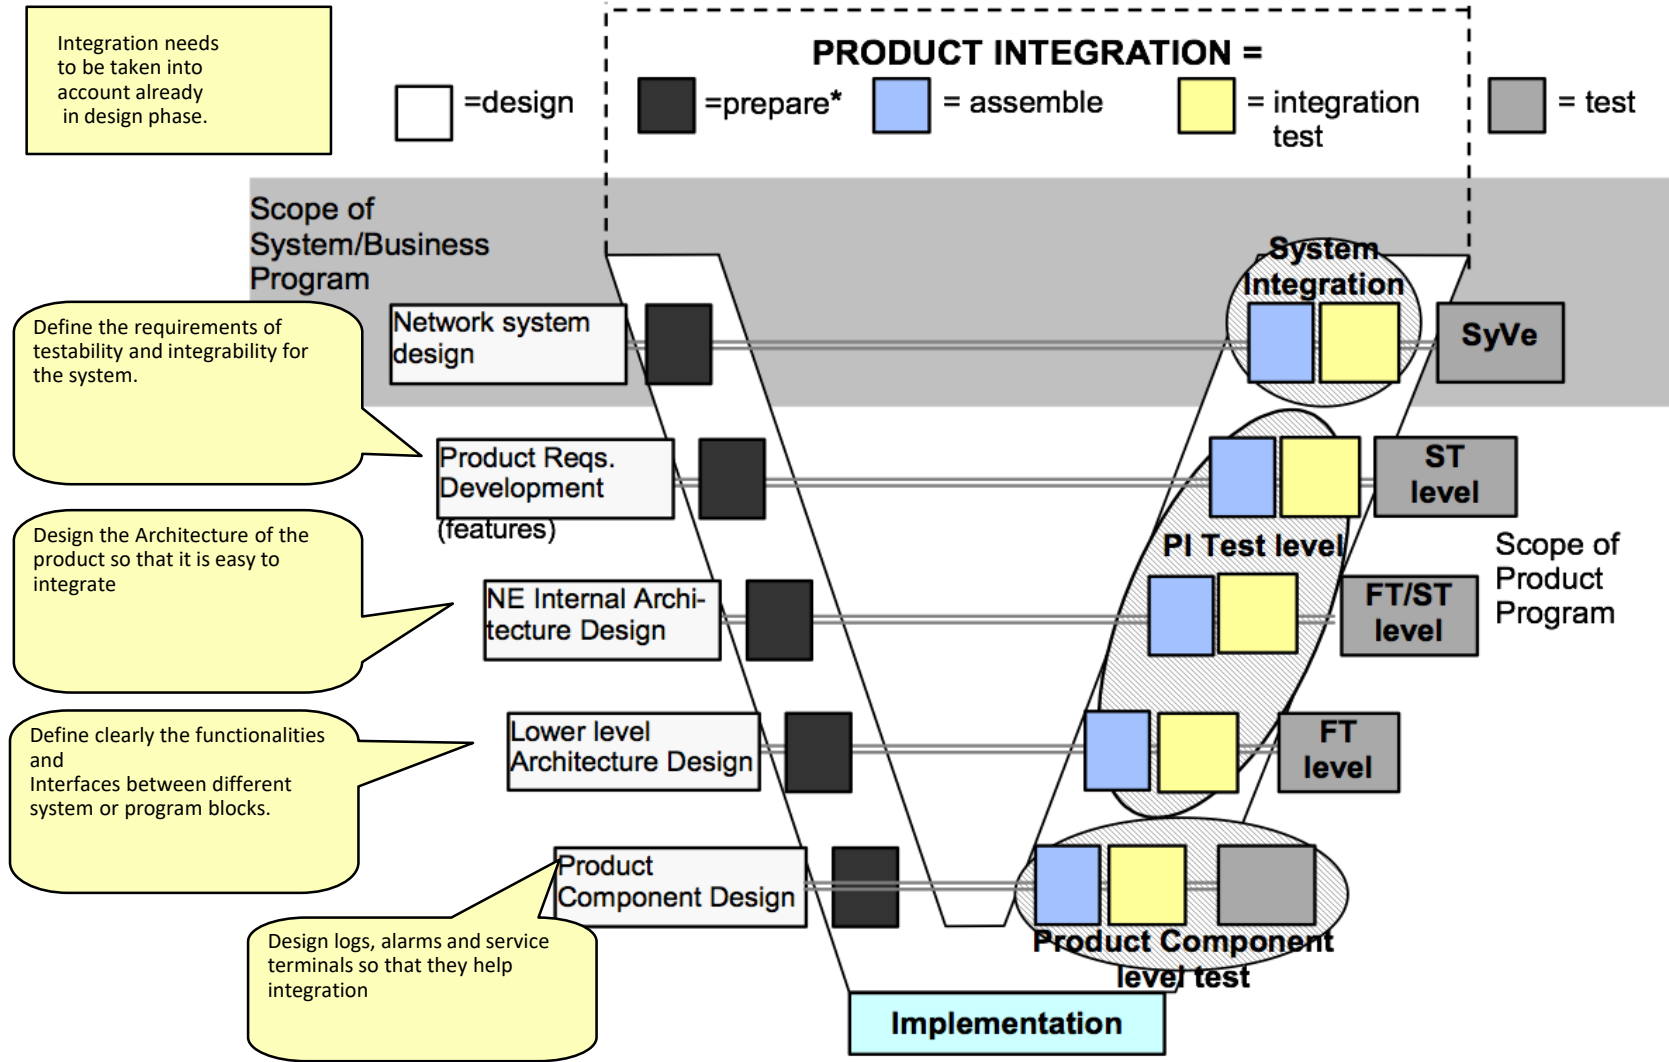 Integration needs
to be taken into
account already
in design phase.
PRODUCT INTEGRATION =
=design
=prepare*
= assemble
= integration
test
= test
Scope of
System/Business
Program
System
Integration
Define the requirements of
testability and integrability for
the system.
Network system
design
SyVe
Product Reqs.
Development
(features)
ST
level
Design the Architecture of the
product so that it is easy to
integrate
PI Test level
Scope of
Product
Program
NE Internal Archi-
tecture Design
FT/ST
level
Define clearly the functionalities
and
Interfaces between different
system or program blocks.
Lower level
Architecture Design
FT
level
Product
Component Design
Design logs, alarms and service
terminals so that they help
integration
Product Component
level test
Implementation